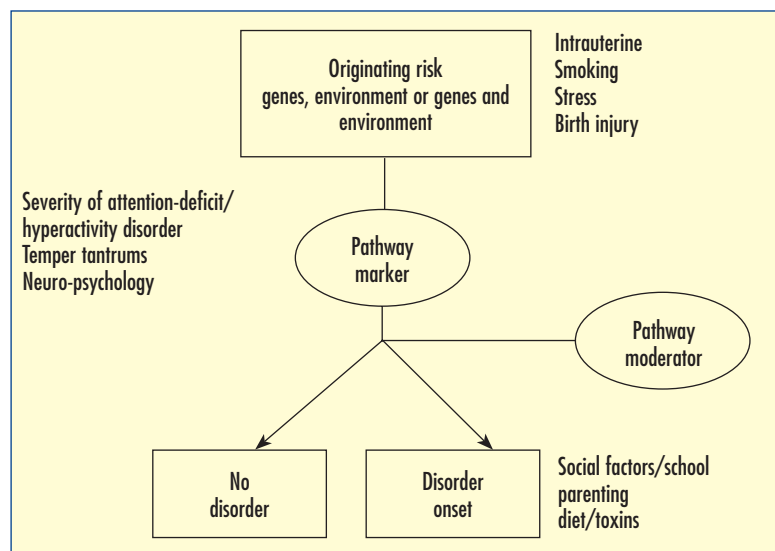 Originating risk
genes, environment or genes and
environment
Intrauterine
Smoking
Stress
Birth injury
Severity of attention-deficit/
hyperactivity disorder
Temper tantrums
Neuro-psychology
Pathway
marker
Pathway
moderator
No
disorder
Disorder
onset
Social factors/school
parenting
diet/toxins